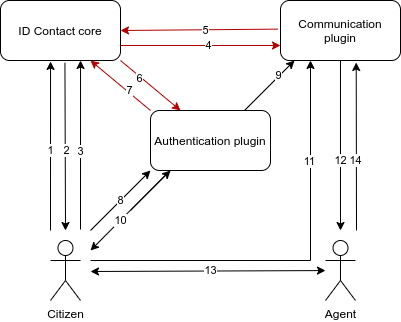 ID Contact core
Communication
plugin
5
4
6
7
9
Authentication plugin
1
2
3
11
12
14
8
10
13
Citizen
Agent